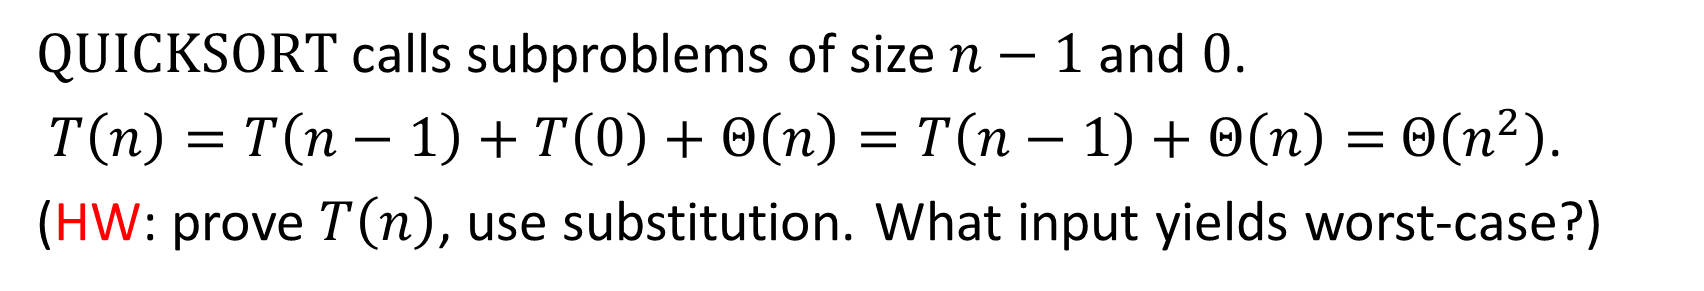 QUICKSORT calls subproblems of size n − 1 and 0.
T(n) = T(n − 1) + T(0) + Θ(n) = T(n − 1) + Θ(n) = Θ(n²).
(HW: prove T(n), use substitution. What input yields worst-case?)